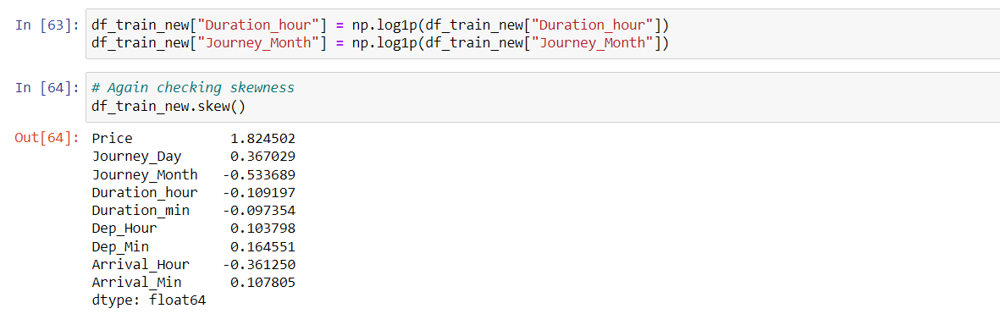 In [63]: df_train_new["Duration_hour"] = np.log1p(df_train_new["Duration_hour"])
df_train_new["Journey_Month"] = np.log1p(df_train_new["Journey_Month"])
In [64]: # Again checking skewness
df_train_new.skew()
Out[64]: Price 1.824502
Journey_Day 0.367029
Journey_Month -0.533689
Duration_hour -0.109197
Duration_min -0.097354
Dep_Hour 0.103798
Dep_Min 0.164551
Arrival_Hour -0.361250
Arrival_Min 0.107805
dtype: float64